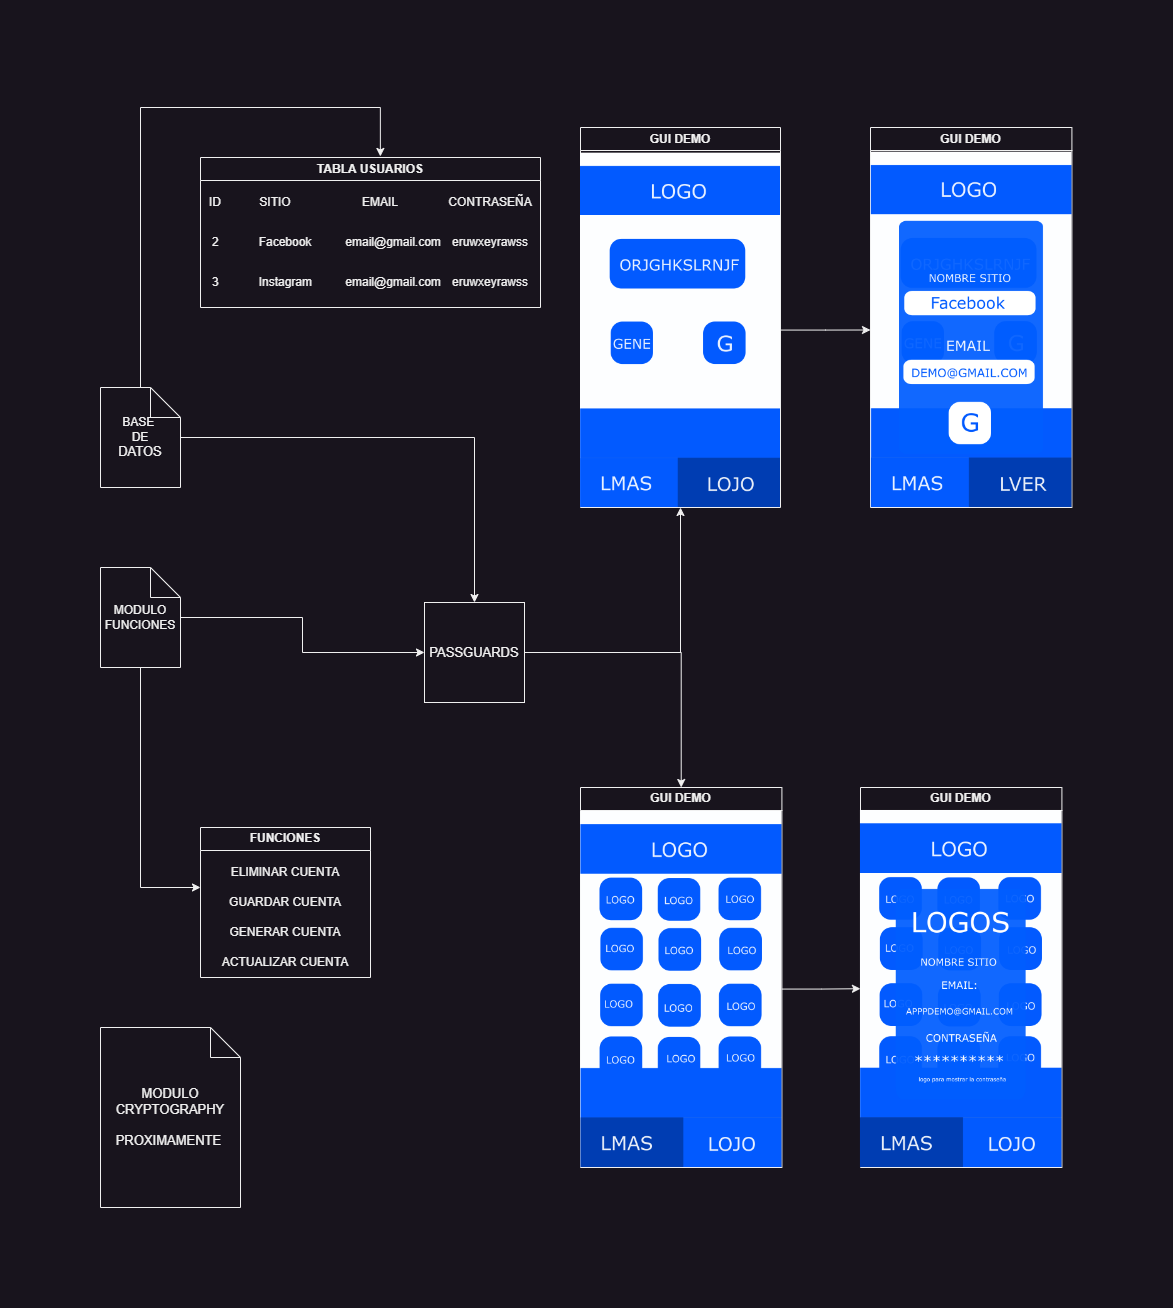 TABLA USUARIOS
ID SITIO EMAIL CONTRASEÑA
2 Facebook email@gmail.com eruwxeyrawss
3 Instagram email@gmail.com eruwxeyrawss
BASE
DE
DATOS
MODULO
FUNCIONES
PASSGUARDS
FUNCIONES
ELIMINAR CUENTA
GUARDAR CUENTA
GENERAR CUENTA
ACTUALIZAR CUENTA
MODULO
CRYPTOGRAPHY
PROXIMAMENTE
GUI DEMO
LOGO
ORJGHKSLRNJF
GENE G
LMAS LOJO
GUI DEMO
LOGO
ORJGHKSLRNJF
NOMBRE SITIO
Facebook
GENE G
EMAIL
DEMO@GMAIL.COM
G
LMAS LVER
GUI DEMO
LOGO
LOGO LOGO LOGO
LOGO LOGO LOGO
LOGO LOGO LOGO
LOGO LOGO LOGO
LMAS LOJO
GUI DEMO
LOGO
LOGOS
NOMBRE SITIO
EMAIL:
APPPDEMO@GMAIL.COM
CONTRASEÑA
**********
logo para mostrar la contraseña
LMAS LOJO